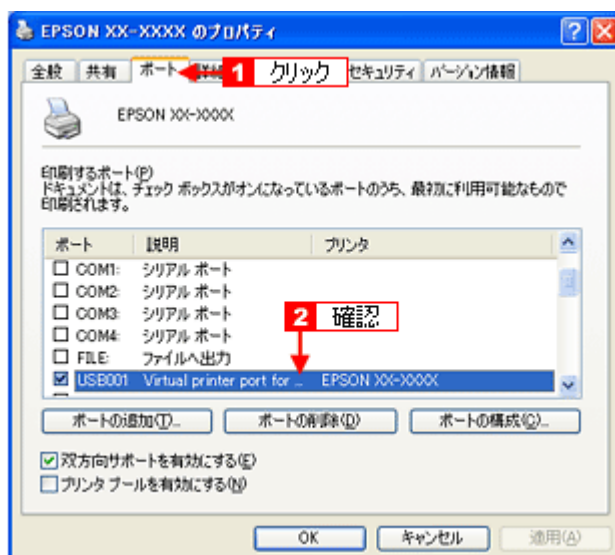 EPSON XX-XXXX のプロパティ
全般 共有 ポート 1 クリック セキュリティ バージョン情報
EPSON XX-XXXX
印刷するポート(P)
ドキュメントは、チェック ボックスがオンになっているポートのうち、最初に利用可能なもので
印刷されます。
ポート 説明 プリンタ
COM1: シリアル ポート
COM2: シリアル ポート
COM3: シリアル ポート
COM4: シリアル ポート
2 確認
FILE: ファイルへ出力
USB001 Virtual printer port for ... EPSON XX-XXXX
ポートの追加(T)... ポートの削除(D) ポートの構成(C)...
双方向サポートを有効にする(E)
プリンタ プールを有効にする(N)
OK キャンセル 適用(A)